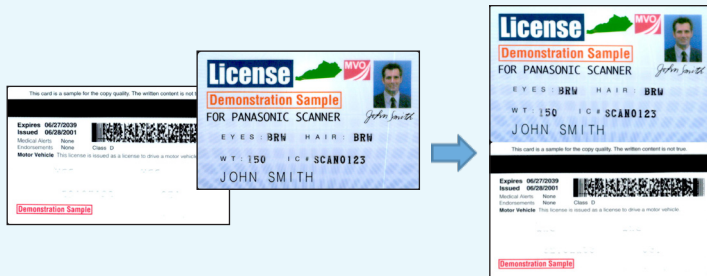 This card is a sample for the copy quality. The written content is not t
Expires 06/27/2039
Issued 06/28/2001
Medical Alerts None
Endorsements None Class D
Motor Vehicle This license is issued as a license to drive a motor vehicle
Demonstration Sample
License
MVO
Demonstration Sample
FOR PANASONIC SCANNER
John Smith
EYES: BRW HAIR: BRW
WT: 150 IC# SCAN0123
JOHN SMITH
License
MVO
Demonstration Sample
FOR PANASONIC SCANNER
John Smith
EYES: BRW HAIR: BRW
WT: 150 IC# SCAN0123
JOHN SMITH
This card is a sample for the copy quality. The written content is not true.
Expires 06/27/2039
Issued 06/28/2001
Medical Alerts None
Endorsements None Class D
Motor Vehicle This license is issued as a license to drive a motor vehicle
Demonstration Sample